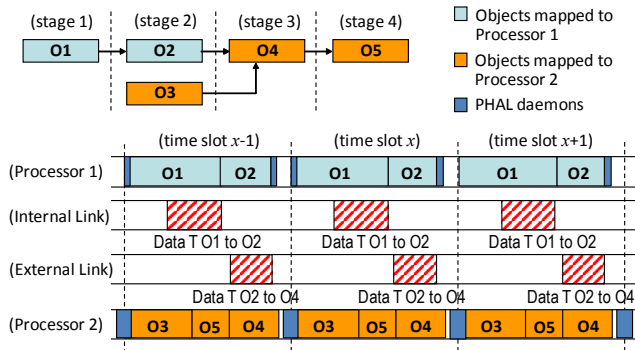 (stage 1) (stage 2) (stage 3) (stage 4)
O1 O2 O4 O5
O3
Objects mapped to
Processor 1
Objects mapped to
Processor 2
PHAL daemons
(time slot x-1) (time slot x) (time slot x+1)
(Processor 1) O1 O2 O1 O2 O1 O2
(Internal Link)
Data T O1 to O2 Data T O1 to O2 Data T O1 to O2
(External Link)
Data T O2 to O4 Data T O2 to O4 Data T O2 to O4
(Processor 2) O3 O5 O4 O3 O5 O4 O3 O5 O4